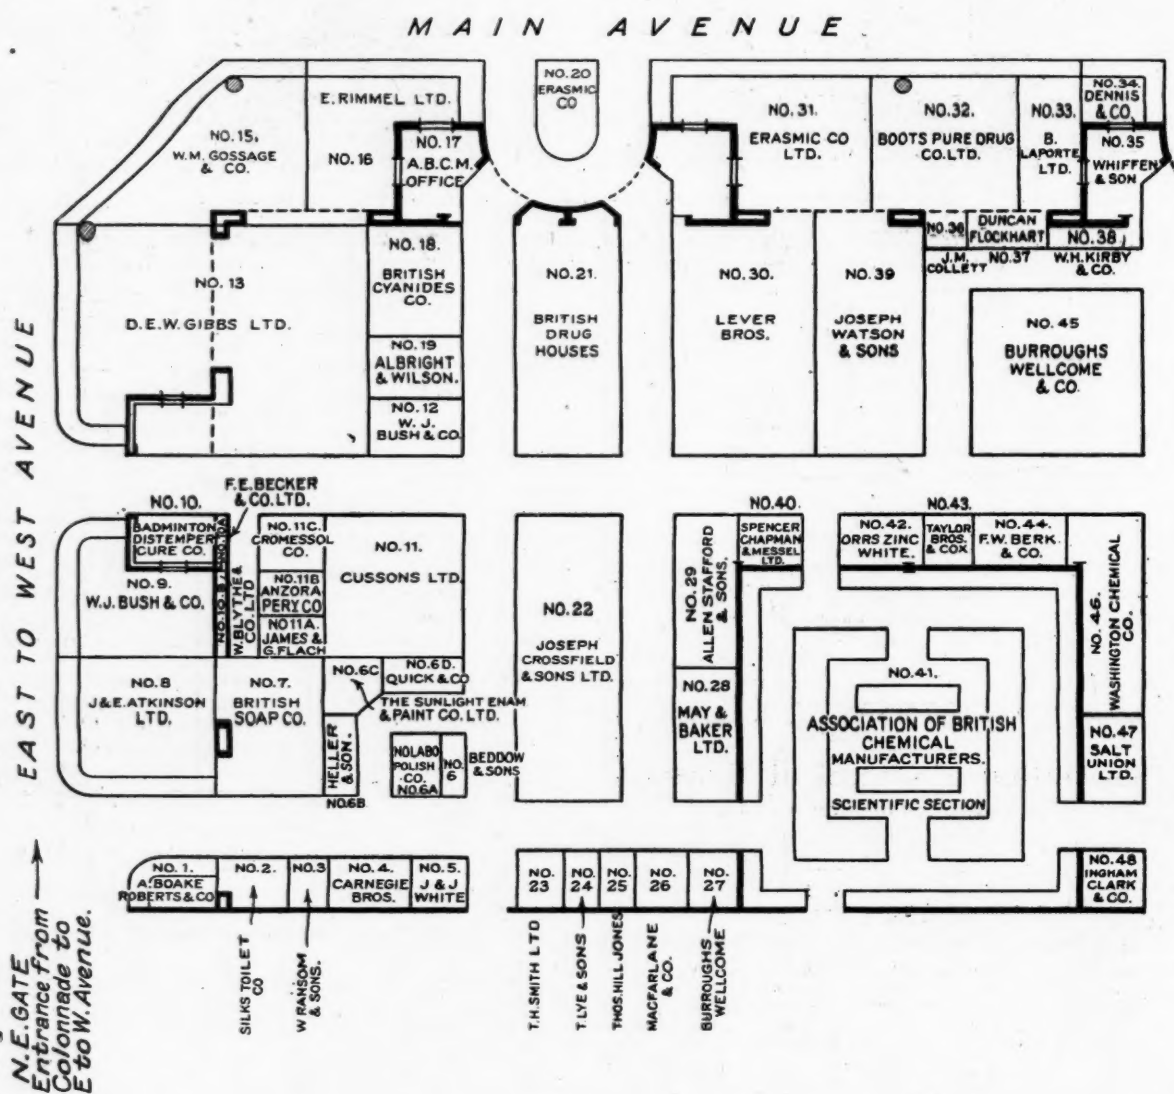 MAIN AVENUE
EAST TO WEST AVENUE
N.E. GATE
Entrance from
Colonnade to
E to W. Avenue.
NO. 15.
W.M. GOSSAGE
& CO.
E. RIMMEL LTD.
NO. 16
NO. 17
A.B.C.M.
OFFICE
NO. 20
ERASMIC
CO
NO. 31.
ERASMIC CO
LTD.
NO. 32.
BOOTS PURE DRUG
CO. LTD.
NO. 33.
B.
LAPORTE
LTD.
NO. 34.
DENNIS
& CO.
NO. 35
WHIFFEN
& SON
NO. 13
D.E.W. GIBBS LTD.
NO. 18.
BRITISH
CYANIDES
CO.
NO. 19
ALBRIGHT
& WILSON.
NO. 12
W. J.
BUSH & CO.
NO. 21.
BRITISH
DRUG
HOUSES
NO. 30.
LEVER
BROS.
NO. 39
JOSEPH
WATSON
& SONS
NO. 36
J.M.
COLLETT
DUNCAN
FLOCKHART
NO. 37
NO. 38
W.H. KIRBY
& CO.
NO. 45
BURROUGHS
WELLCOME
& CO.
NO. 10.
BADMINTON
DISTEMPER
CURE CO.
F.E. BECKER
& CO. LTD.
NO. 10A
NO. 10.B
W. BLYTHE &
CO. LTD
NO. 9.
W.J. BUSH & CO.
NO. 11C.
CROMESSOL
CO.
NO. 11B
ANZORA
PERY CO
NO 11A.
JAMES &
G. FLACH
NO. 11.
CUSSONS LTD.
NO. 8
J & E. ATKINSON
LTD.
NO. 7.
BRITISH
SOAP CO.
NO. 6C
THE SUNLIGHT ENAM
& PAINT CO. LTD.
NO. 6D.
QUICK & CO
HELLER
& SON.
NO. 6B
NOLABO
POLISH
CO.
NO. 6A
NO.
6
BEDDOW
& SONS
NO. 22
JOSEPH
CROSSFIELD
& SONS LTD.
NO. 29
ALLEN STAFFORD
& SONS.
NO. 28
MAY &
BAKER
LTD.
NO. 40.
SPENCER
CHAPMAN
& MESSEL
LTD.
NO. 42.
ORRS ZINC
WHITE.
NO. 43.
TAYLOR
BROS.
& COX
NO. 44.
F.W. BERK
& CO.
NO. 46.
WASHINGTON CHEMICAL
CO.
NO. 41.
ASSOCIATION OF BRITISH
CHEMICAL
MANUFACTURERS.
SCIENTIFIC SECTION
NO. 47
SALT
UNION
LTD.
NO. 48
INGHAM
CLARK
& CO.
NO. 1.
A. BOAKE
ROBERTS & CO
NO. 2.
SILKS TOILET
CO
NO. 3
W RANSOM
& SONS.
NO. 4.
CARNEGIE
BROS.
NO. 5.
J & J
WHITE
NO.
23
T.H. SMITH LTD
NO.
24
T. LYE & SONS
NO.
25
THOS. HILL JONES
NO.
26
MACFARLANE
& CO.
NO.
27
BURROUGHS
WELLCOME